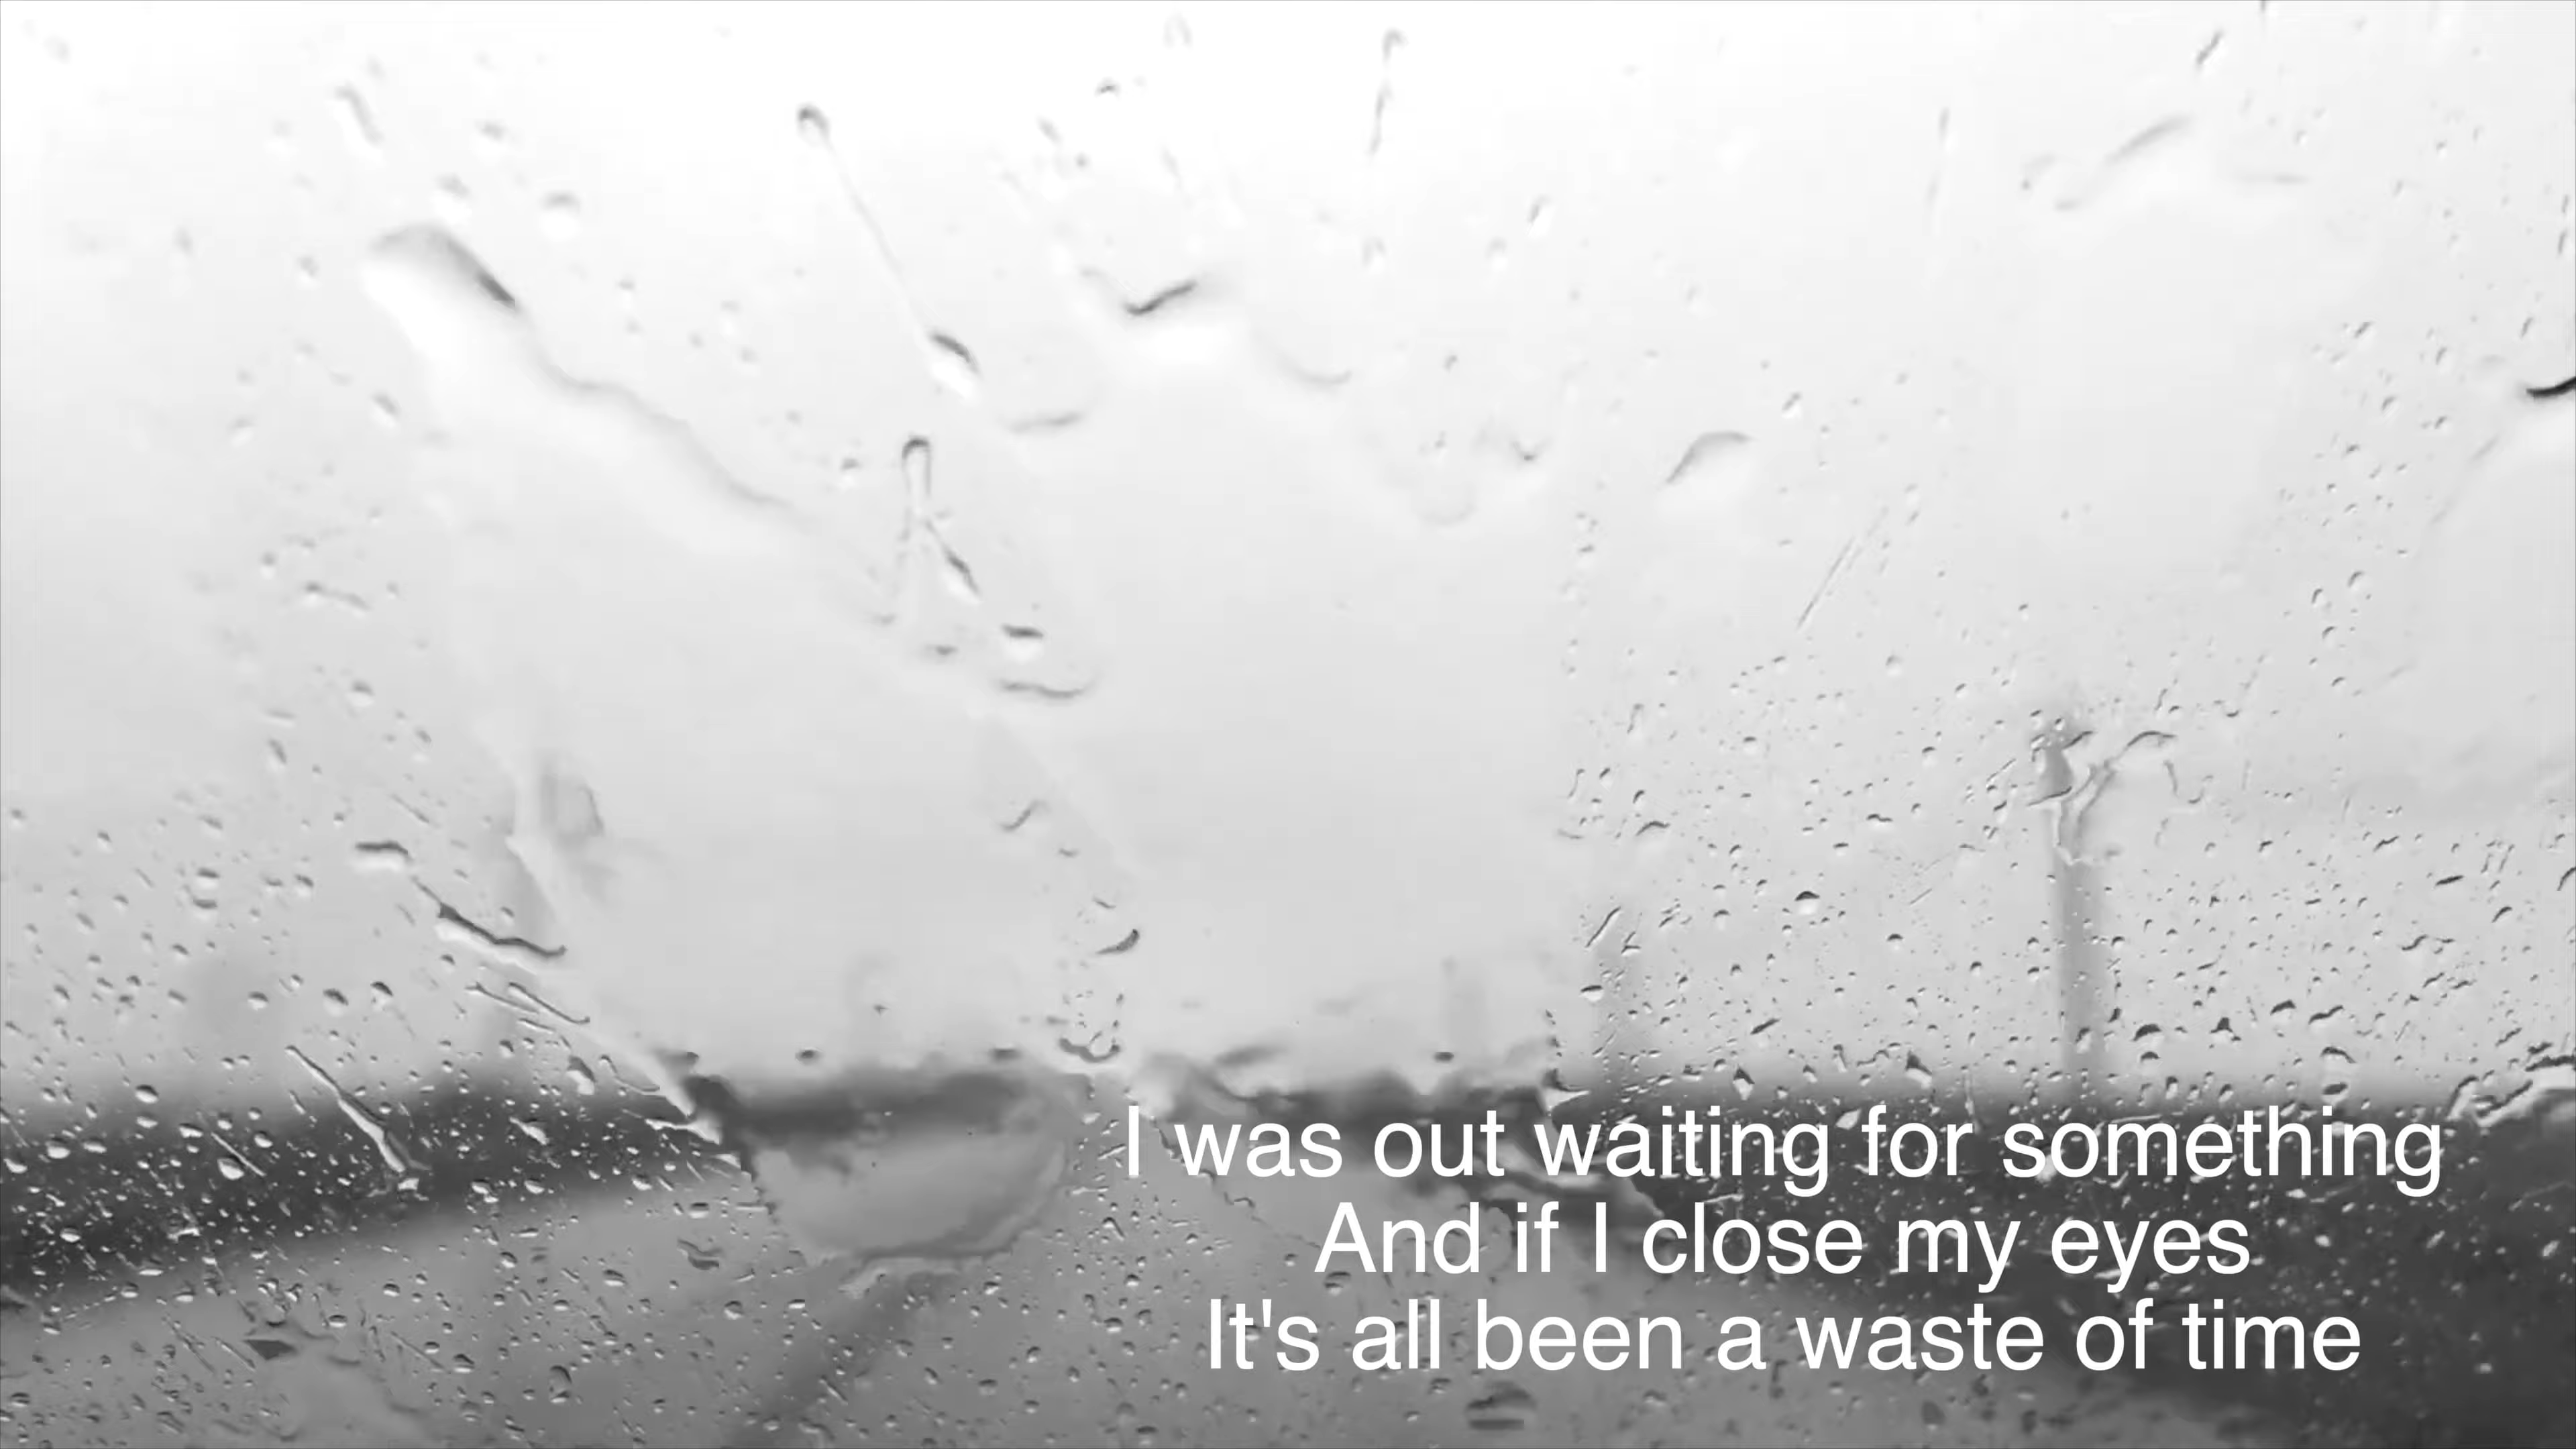 I was out waiting for something
And if I close my eyes
It's all been a waste of time